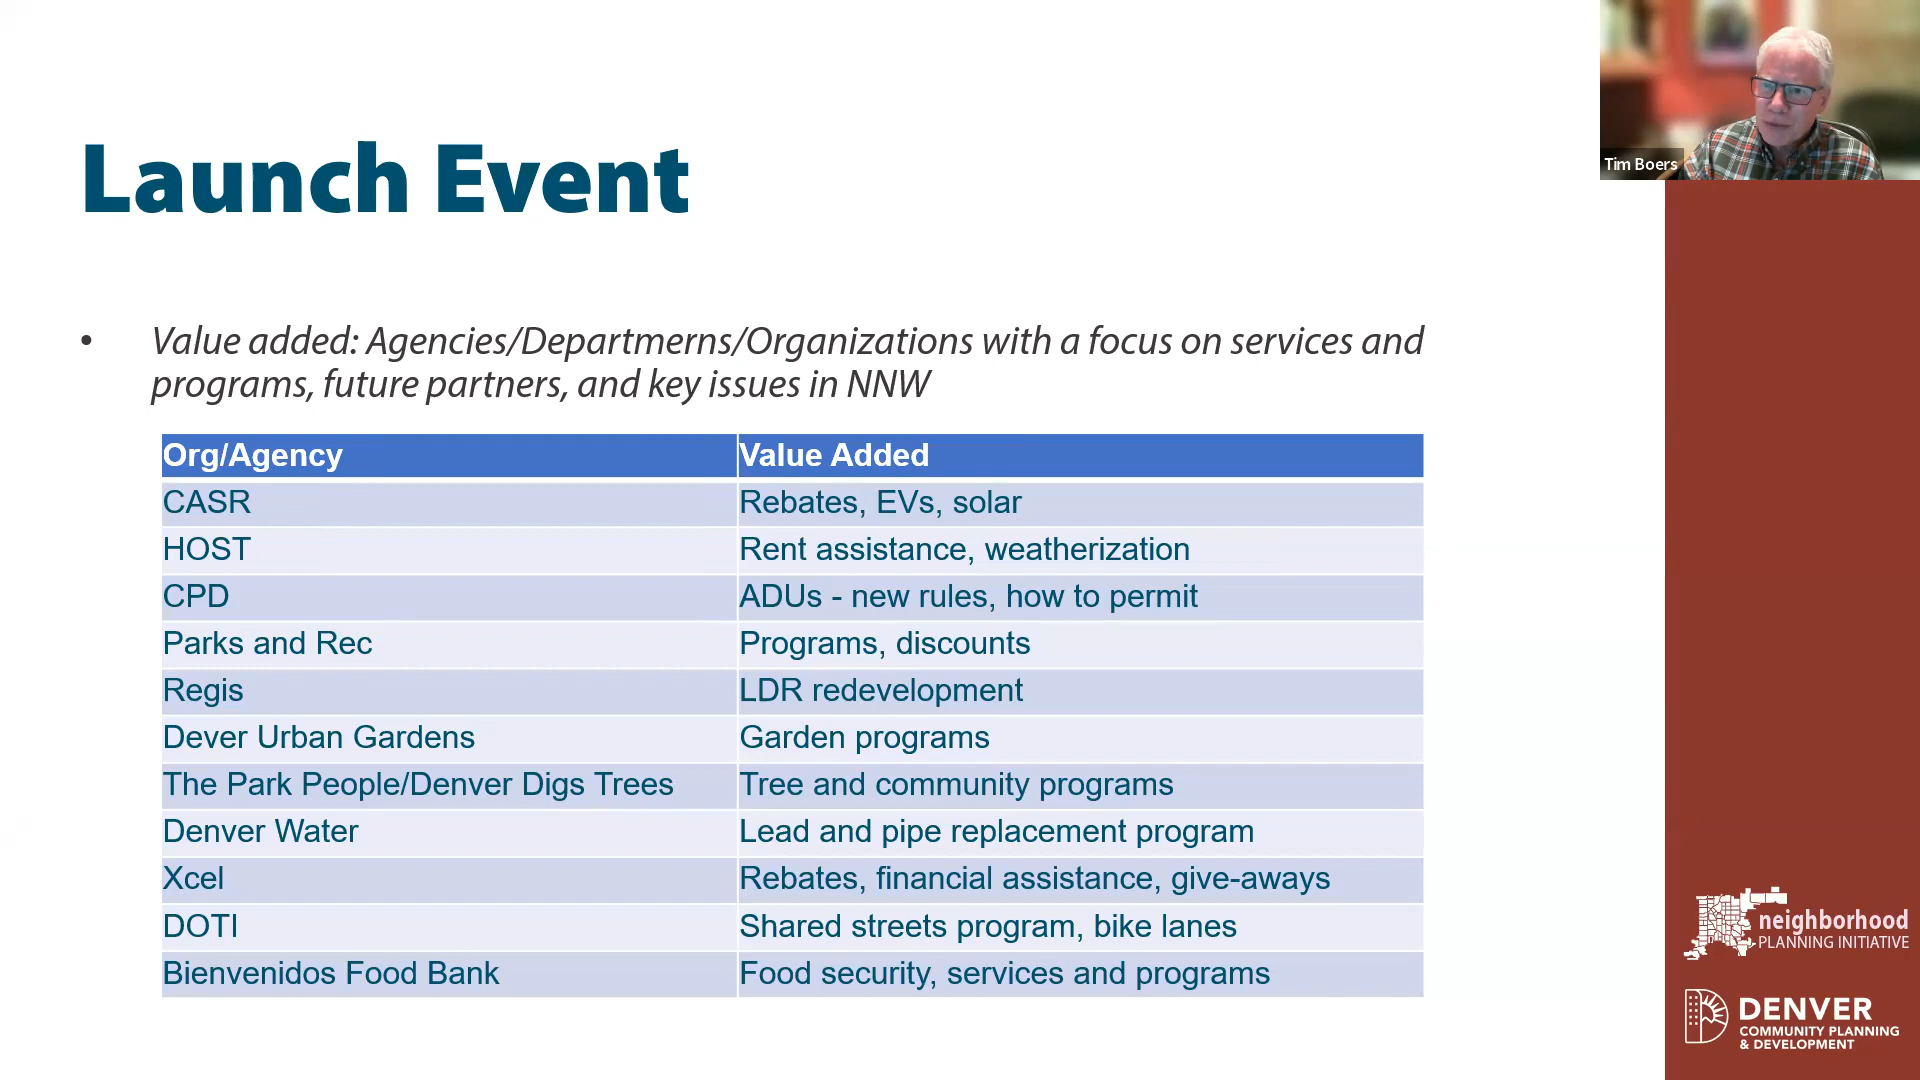 Tim Boers
Launch Event
• Value added: Agencies/Departmerns/Organizations with a focus on services and
programs, future partners, and key issues in NNW
Org/Agency Value Added
CASR Rebates, EVs, solar
HOST Rent assistance, weatherization
CPD ADUs - new rules, how to permit
Parks and Rec Programs, discounts
Regis LDR redevelopment
Dever Urban Gardens Garden programs
The Park People/Denver Digs Trees Tree and community programs
Denver Water Lead and pipe replacement program
Xcel Rebates, financial assistance, give-aways
DOTI Shared streets program, bike lanes
Bienvenidos Food Bank Food security, services and programs
neighborhood
PLANNING INITIATIVE
DENVER
COMMUNITY PLANNING
& DEVELOPMENT